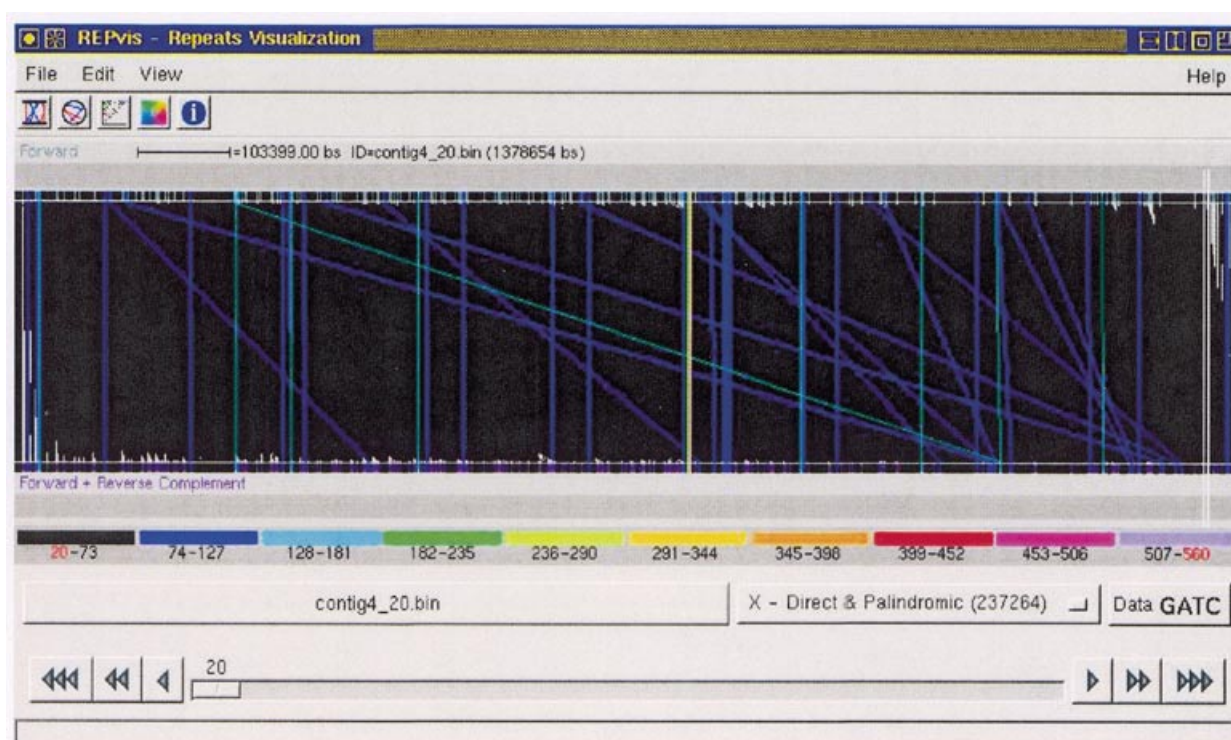 REPvis - Repeats Visualization
File Edit View Help
Forward =103399.00 bs ID=contig4_20.bin (1378654 bs)
Forward + Reverse Complement
20-73 74-127 128-181 182-235 236-290 291-344 345-398 399-452 453-506 507-560
contig4_20.bin X - Direct & Palindromic (237264) Data GATC
20